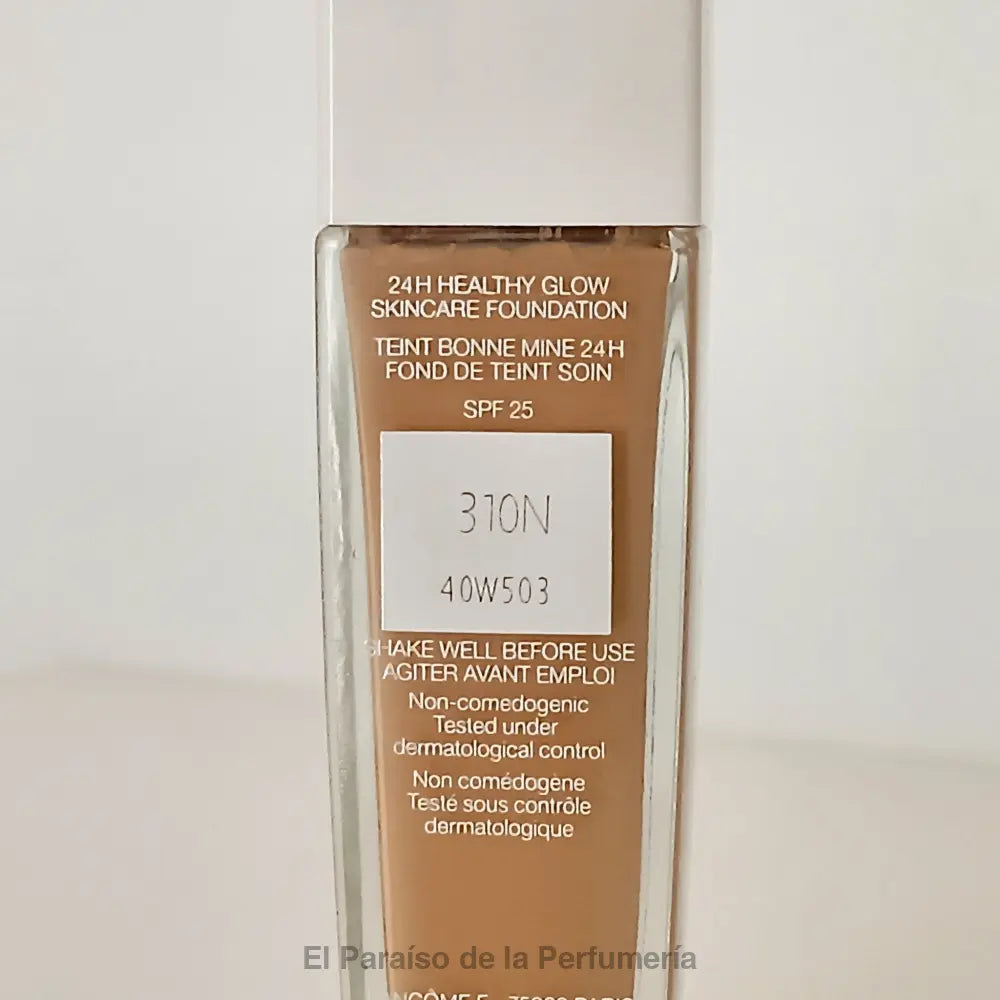 24H HEALTHY GLOW
SKINCARE FOUNDATION
TEINT BONNE MINE 24H
FOND DE TEINT SOIN
SPF 25
310N
40W503
SHAKE WELL BEFORE USE
AGITER AVANT EMPLOI
Non-comedogenic
Tested under
dermatological control
Non comédogène
Testé sous contrôle
dermatologique
El Paraíso de la Perfumería